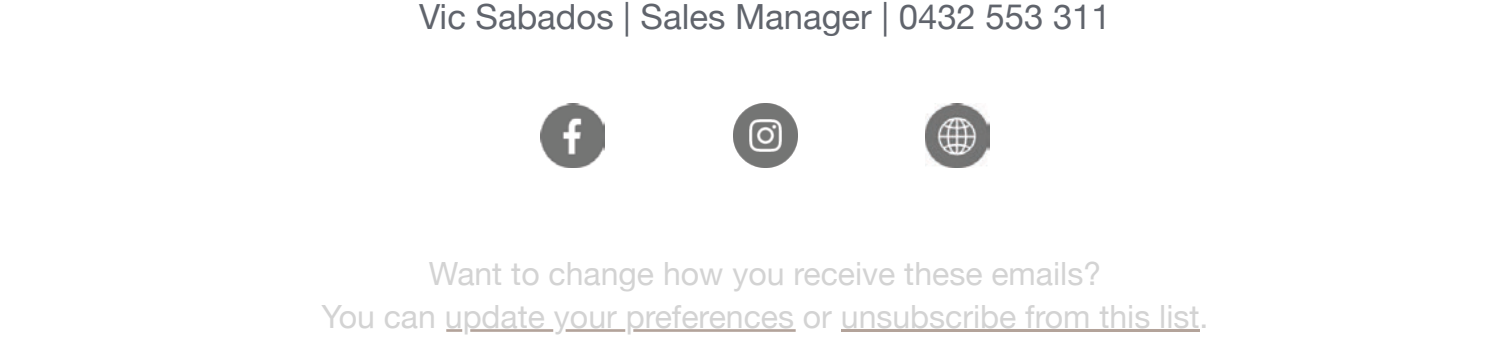 Vic Sabados | Sales Manager | 0432 553 311
Want to change how you receive these emails?
You can update your preferences or unsubscribe from this list.